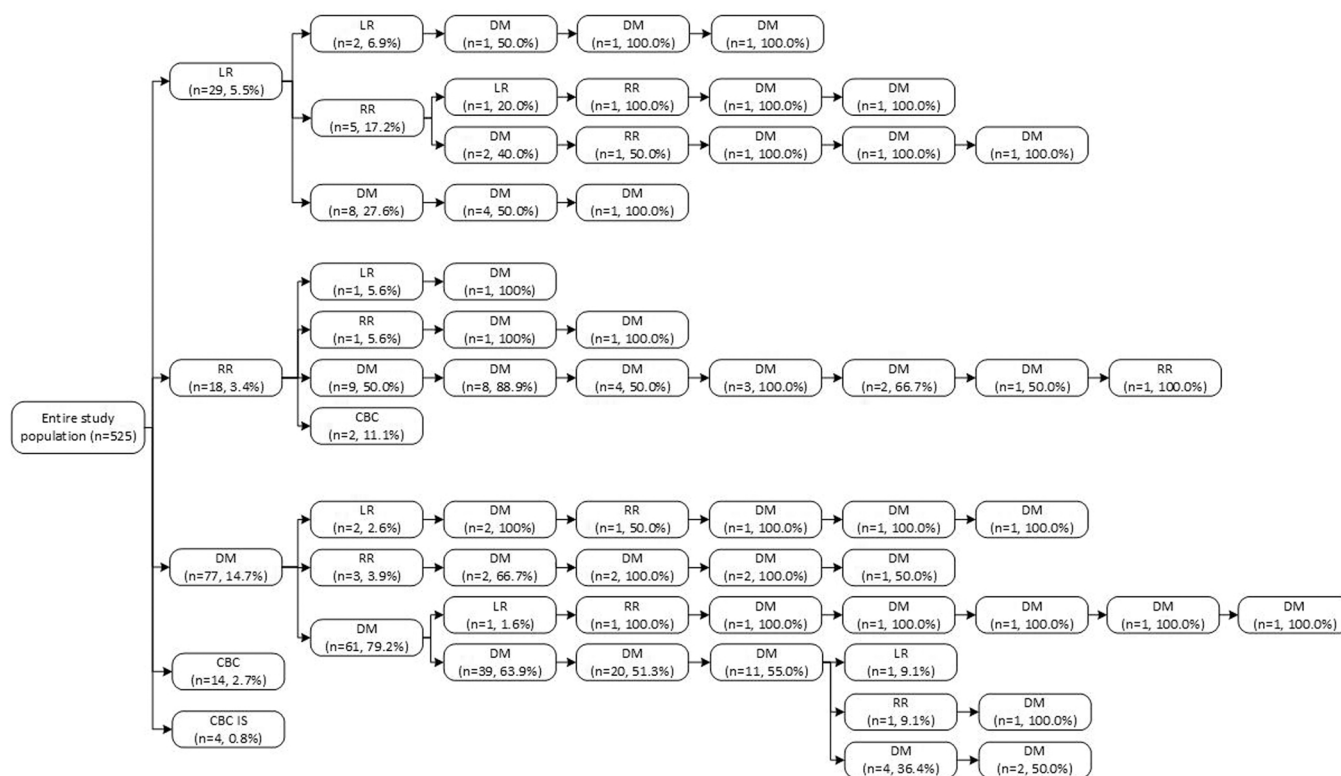 Entire study
population (n=525)
LR
(n=29, 5.5%)
LR
(n=2, 6.9%)
DM
(n=1, 50.0%)
DM
(n=1, 100.0%)
DM
(n=1, 100.0%)
RR
(n=5, 17.2%)
LR
(n=1, 20.0%)
RR
(n=1, 100.0%)
DM
(n=1, 100.0%)
DM
(n=1, 100.0%)
DM
(n=2, 40.0%)
RR
(n=1, 50.0%)
DM
(n=1, 100.0%)
DM
(n=1, 100.0%)
DM
(n=1, 100.0%)
DM
(n=8, 27.6%)
DM
(n=4, 50.0%)
DM
(n=1, 100.0%)
RR
(n=18, 3.4%)
LR
(n=1, 5.6%)
DM
(n=1, 100%)
RR
(n=1, 5.6%)
DM
(n=1, 100%)
DM
(n=1, 100.0%)
DM
(n=9, 50.0%)
DM
(n=8, 88.9%)
DM
(n=4, 50.0%)
DM
(n=3, 100.0%)
DM
(n=2, 66.7%)
DM
(n=1, 50.0%)
RR
(n=1, 100.0%)
CBC
(n=2, 11.1%)
DM
(n=77, 14.7%)
LR
(n=2, 2.6%)
DM
(n=2, 100%)
RR
(n=1, 50.0%)
DM
(n=1, 100.0%)
DM
(n=1, 100.0%)
DM
(n=1, 100.0%)
RR
(n=3, 3.9%)
DM
(n=2, 66.7%)
DM
(n=2, 100.0%)
DM
(n=2, 100.0%)
DM
(n=1, 50.0%)
DM
(n=61, 79.2%)
LR
(n=1, 1.6%)
RR
(n=1, 100.0%)
DM
(n=1, 100.0%)
DM
(n=1, 100.0%)
DM
(n=1, 100.0%)
DM
(n=1, 100.0%)
DM
(n=1, 100.0%)
DM
(n=39, 63.9%)
DM
(n=20, 51.3%)
DM
(n=11, 55.0%)
LR
(n=1, 9.1%)
RR
(n=1, 9.1%)
DM
(n=1, 100.0%)
DM
(n=4, 36.4%)
DM
(n=2, 50.0%)
CBC
(n=14, 2.7%)
CBC IS
(n=4, 0.8%)